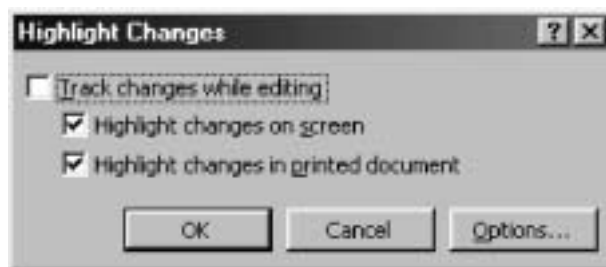 Highlight Changes
Track changes while editing
Highlight changes on screen
Highlight changes in printed document
OK Cancel Options...